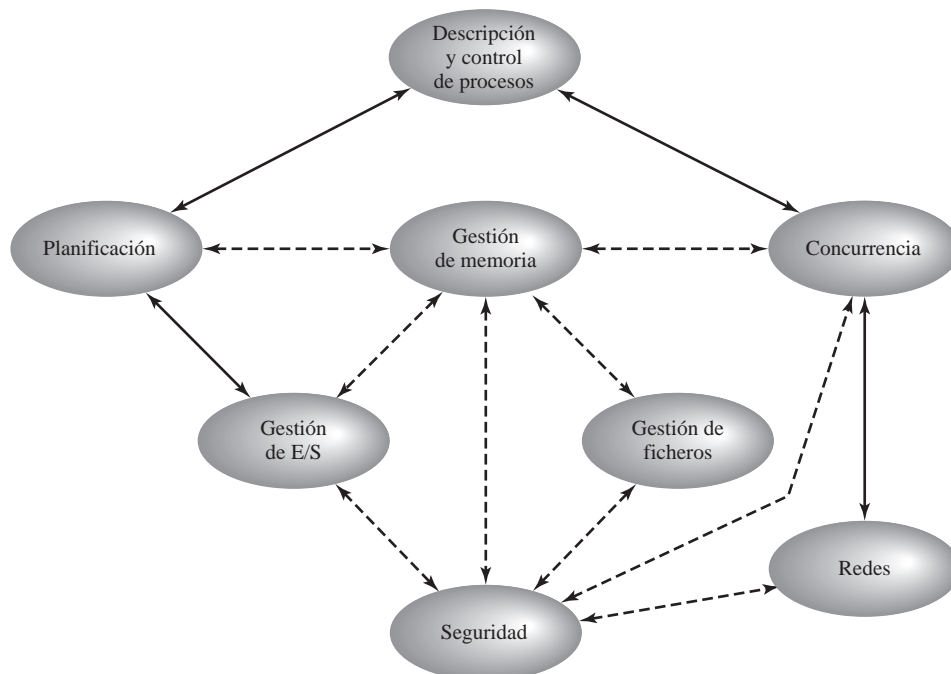 Descripción
y control
de procesos
Planificación
Gestión
de memoria
Concurrencia
Gestión
de E/S
Gestión de
ficheros
Redes
Seguridad